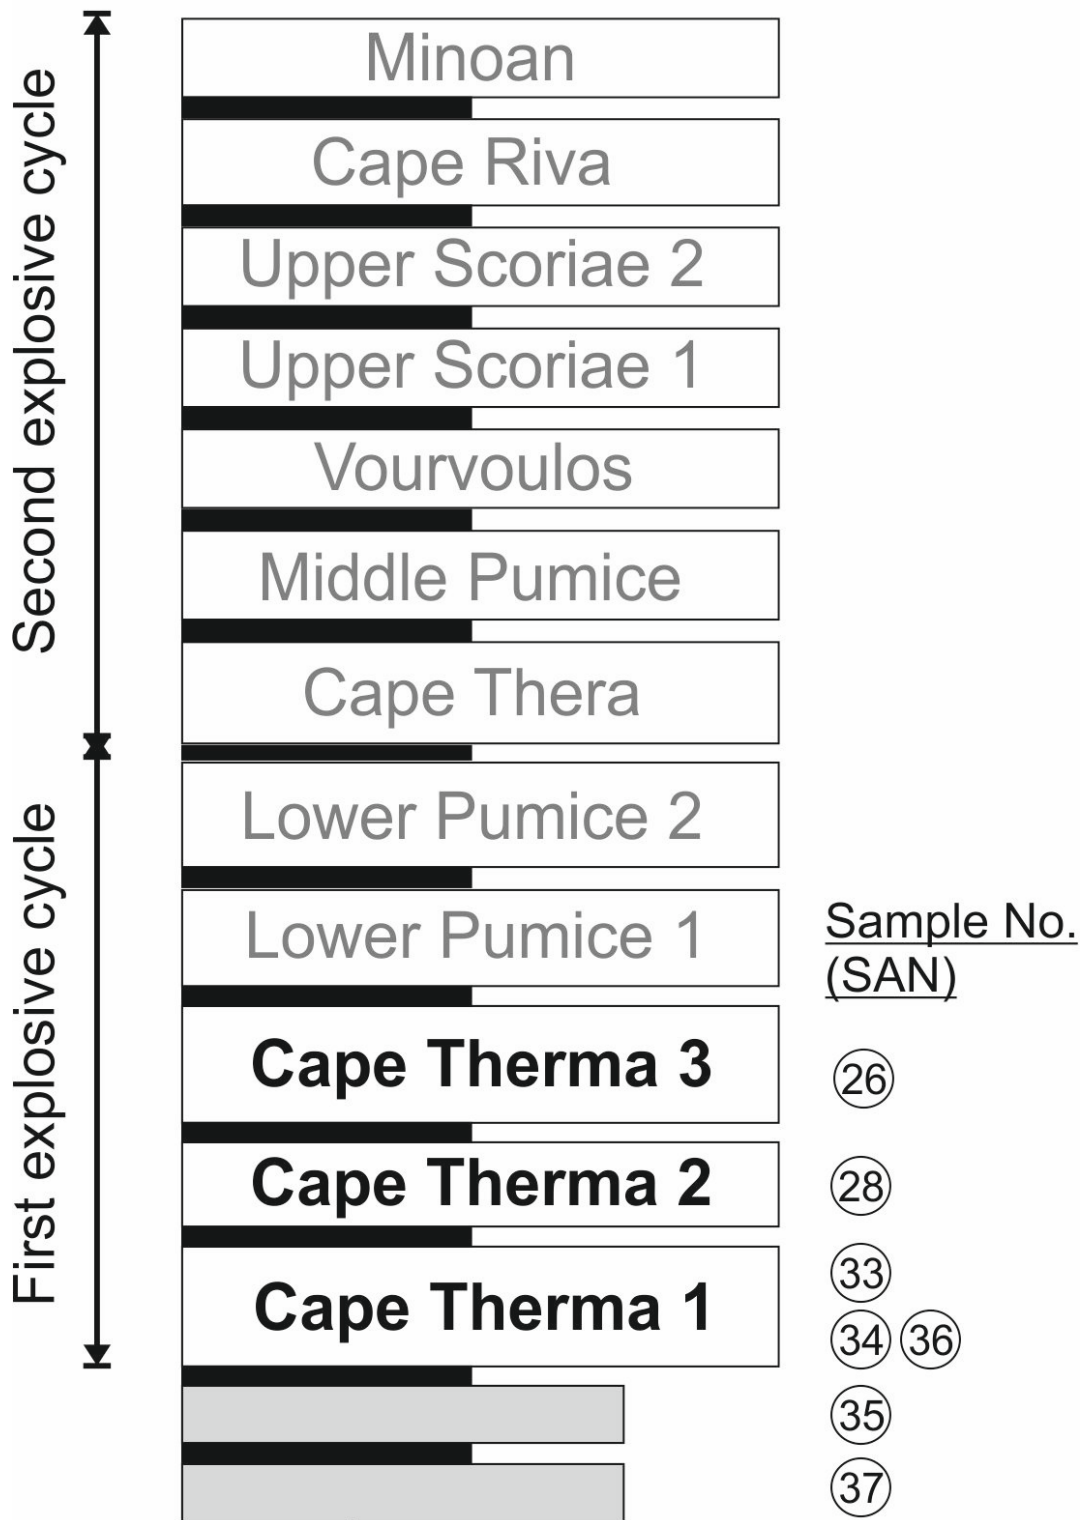 Second explosive cycle
Minoan
Cape Riva
Upper Scoriae 2
Upper Scoriae 1
Vourvoulos
Middle Pumice
Cape Thera
First explosive cycle
Lower Pumice 2
Lower Pumice 1
Sample No.
(SAN)
Cape Therma 3
26
Cape Therma 2
28
Cape Therma 1
33
34 36
35
37